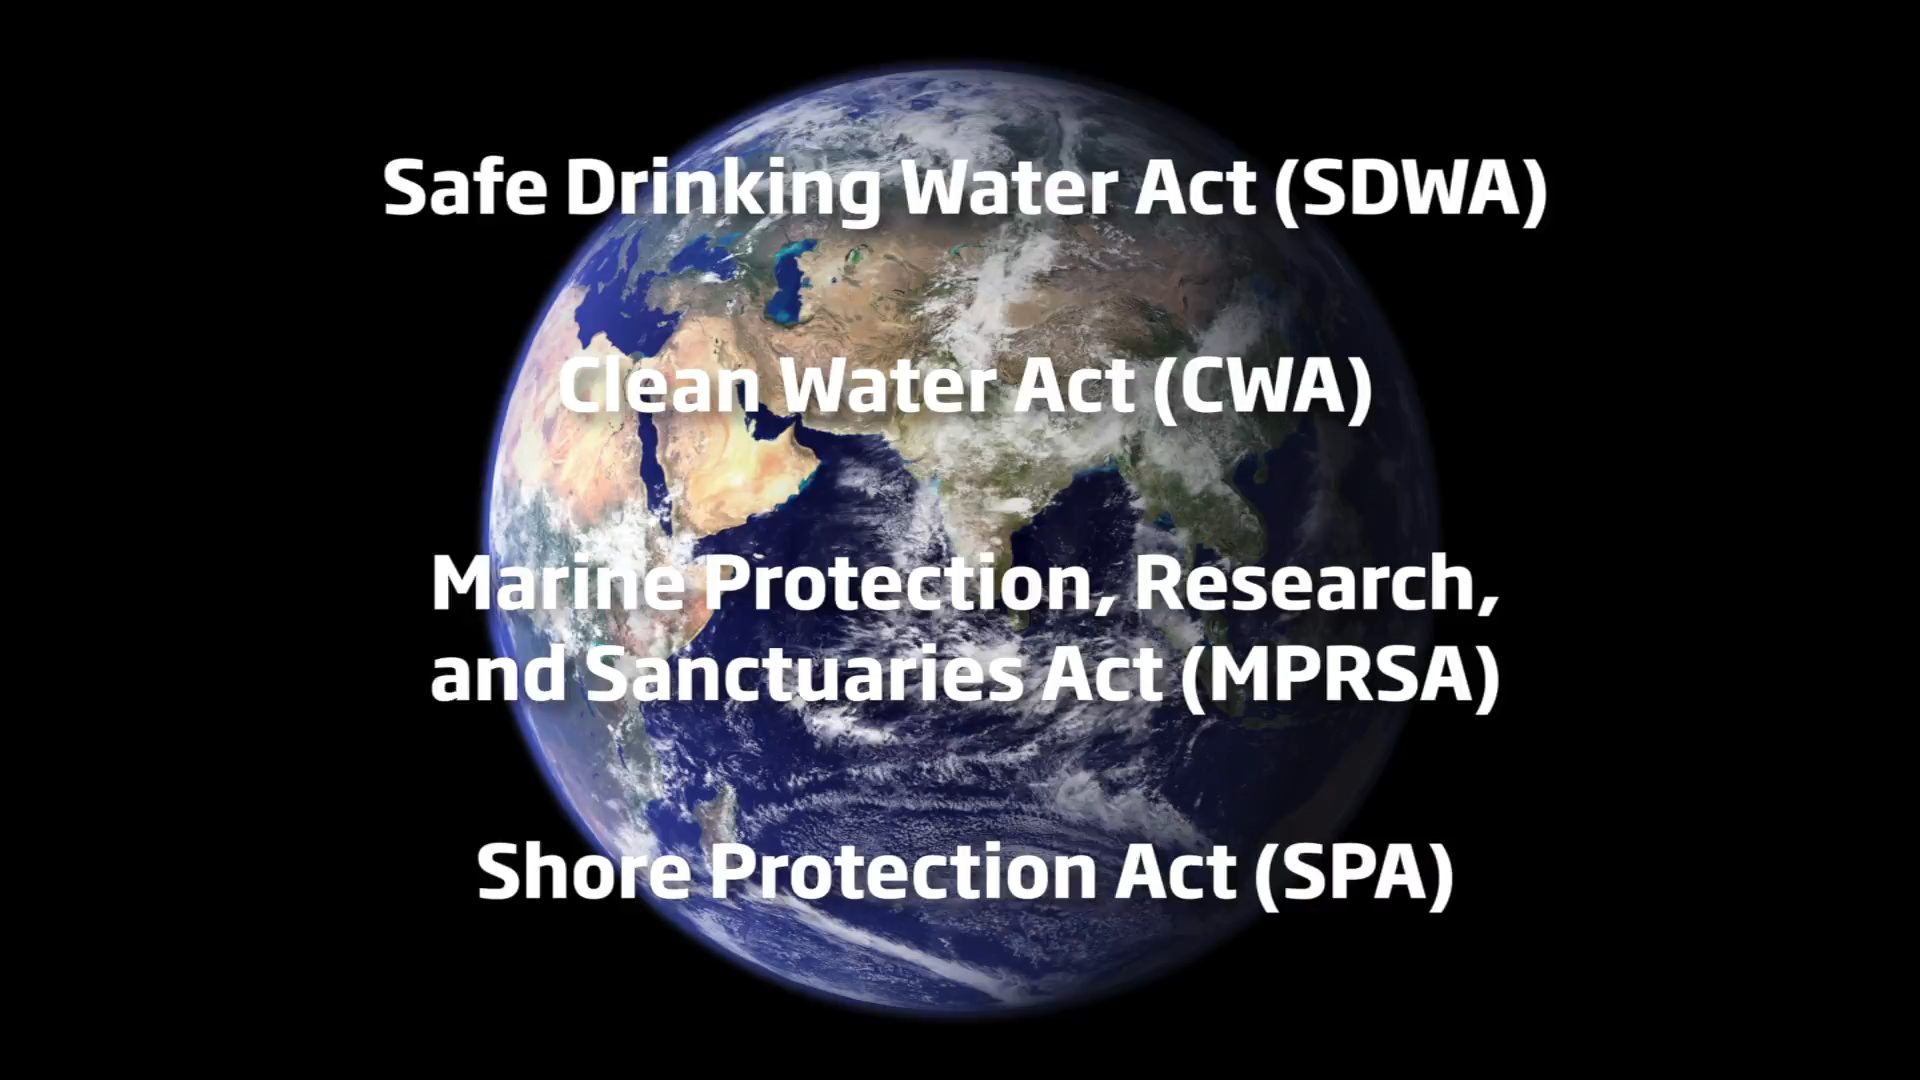 Safe Drinking Water Act (SDWA)
Clean Water Act (CWA)
Marine Protection, Research,
and Sanctuaries Act (MPRSA)
Shore Protection Act (SPA)